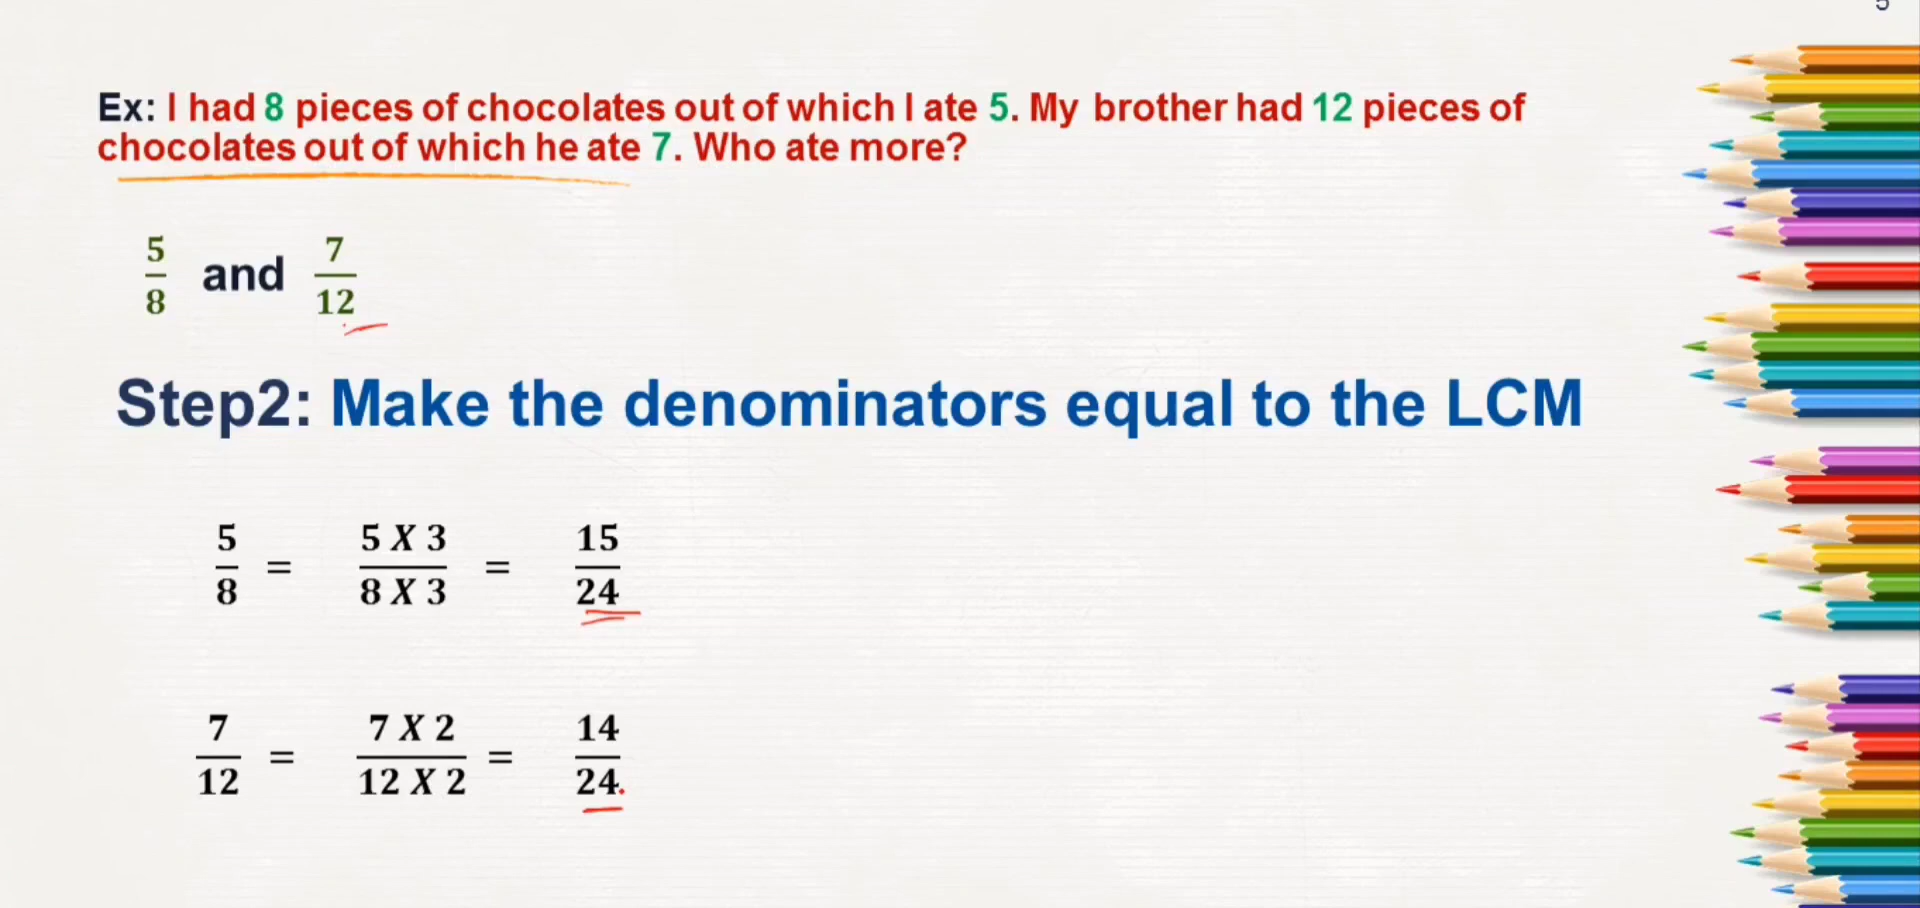 Ex: I had 8 pieces of chocolates out of which I ate 5. My brother had 12 pieces of
chocolates out of which he ate 7. Who ate more?
5/8 and 7/12
Step2: Make the denominators equal to the LCM
5/8 = 5 X 3/8 X 3 = 15/24
7/12 = 7 X 2/12 X 2 = 14/24